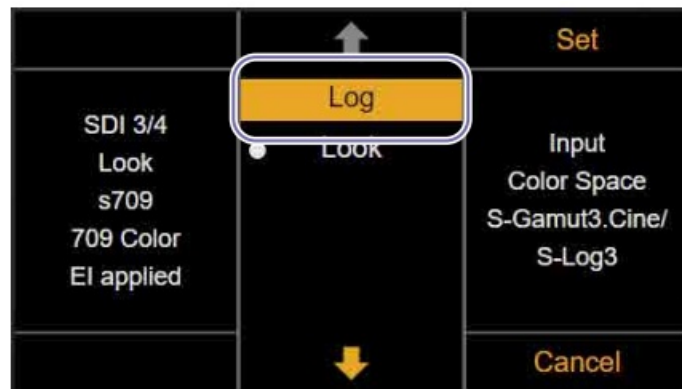 Set
Log
Look
SDI 3/4
Look
s709
709 Color
EI applied
Input
Color Space
S-Gamut3.Cine/
S-Log3
Cancel